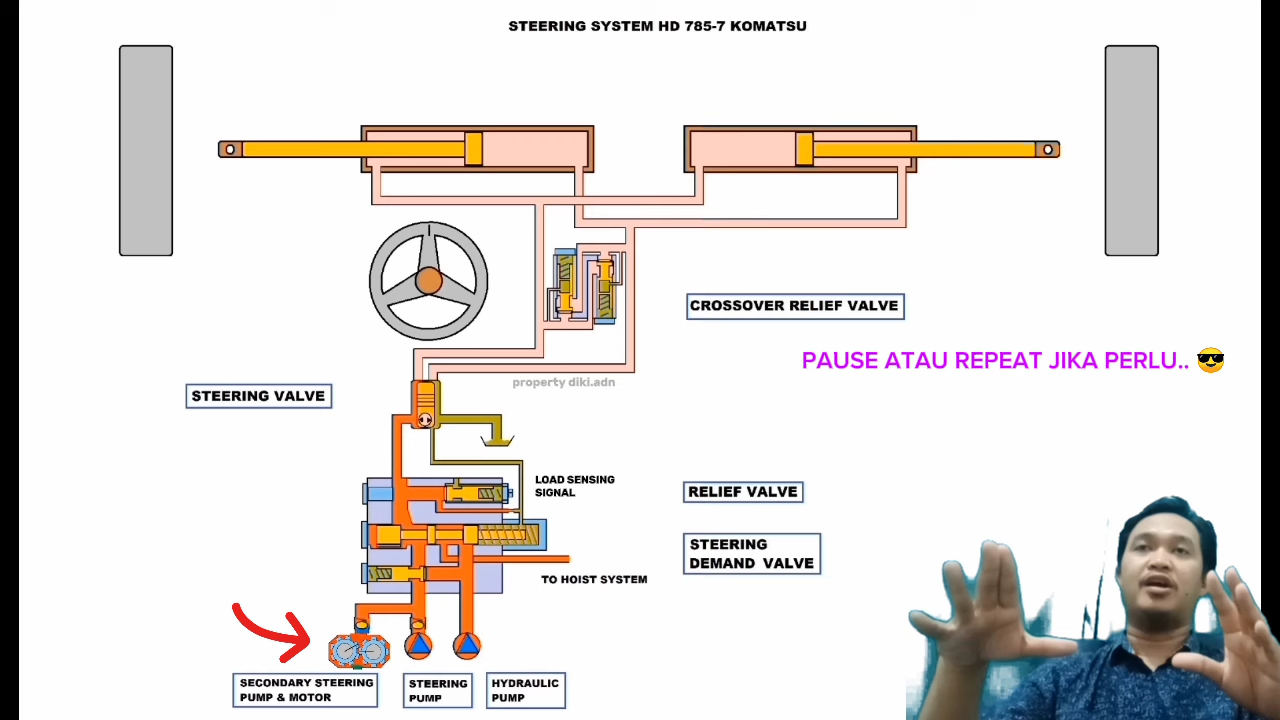 STEERING SYSTEM HD 785-7 KOMATSU
CROSSOVER RELIEF VALVE
PAUSE ATAU REPEAT JIKA PERLU.. 😎
property diki.adn
STEERING VALVE
LOAD SENSING
SIGNAL
RELIEF VALVE
STEERING
DEMAND VALVE
TO HOIST SYSTEM
SECONDARY STEERING
PUMP & MOTOR
STEERING
PUMP
HYDRAULIC
PUMP